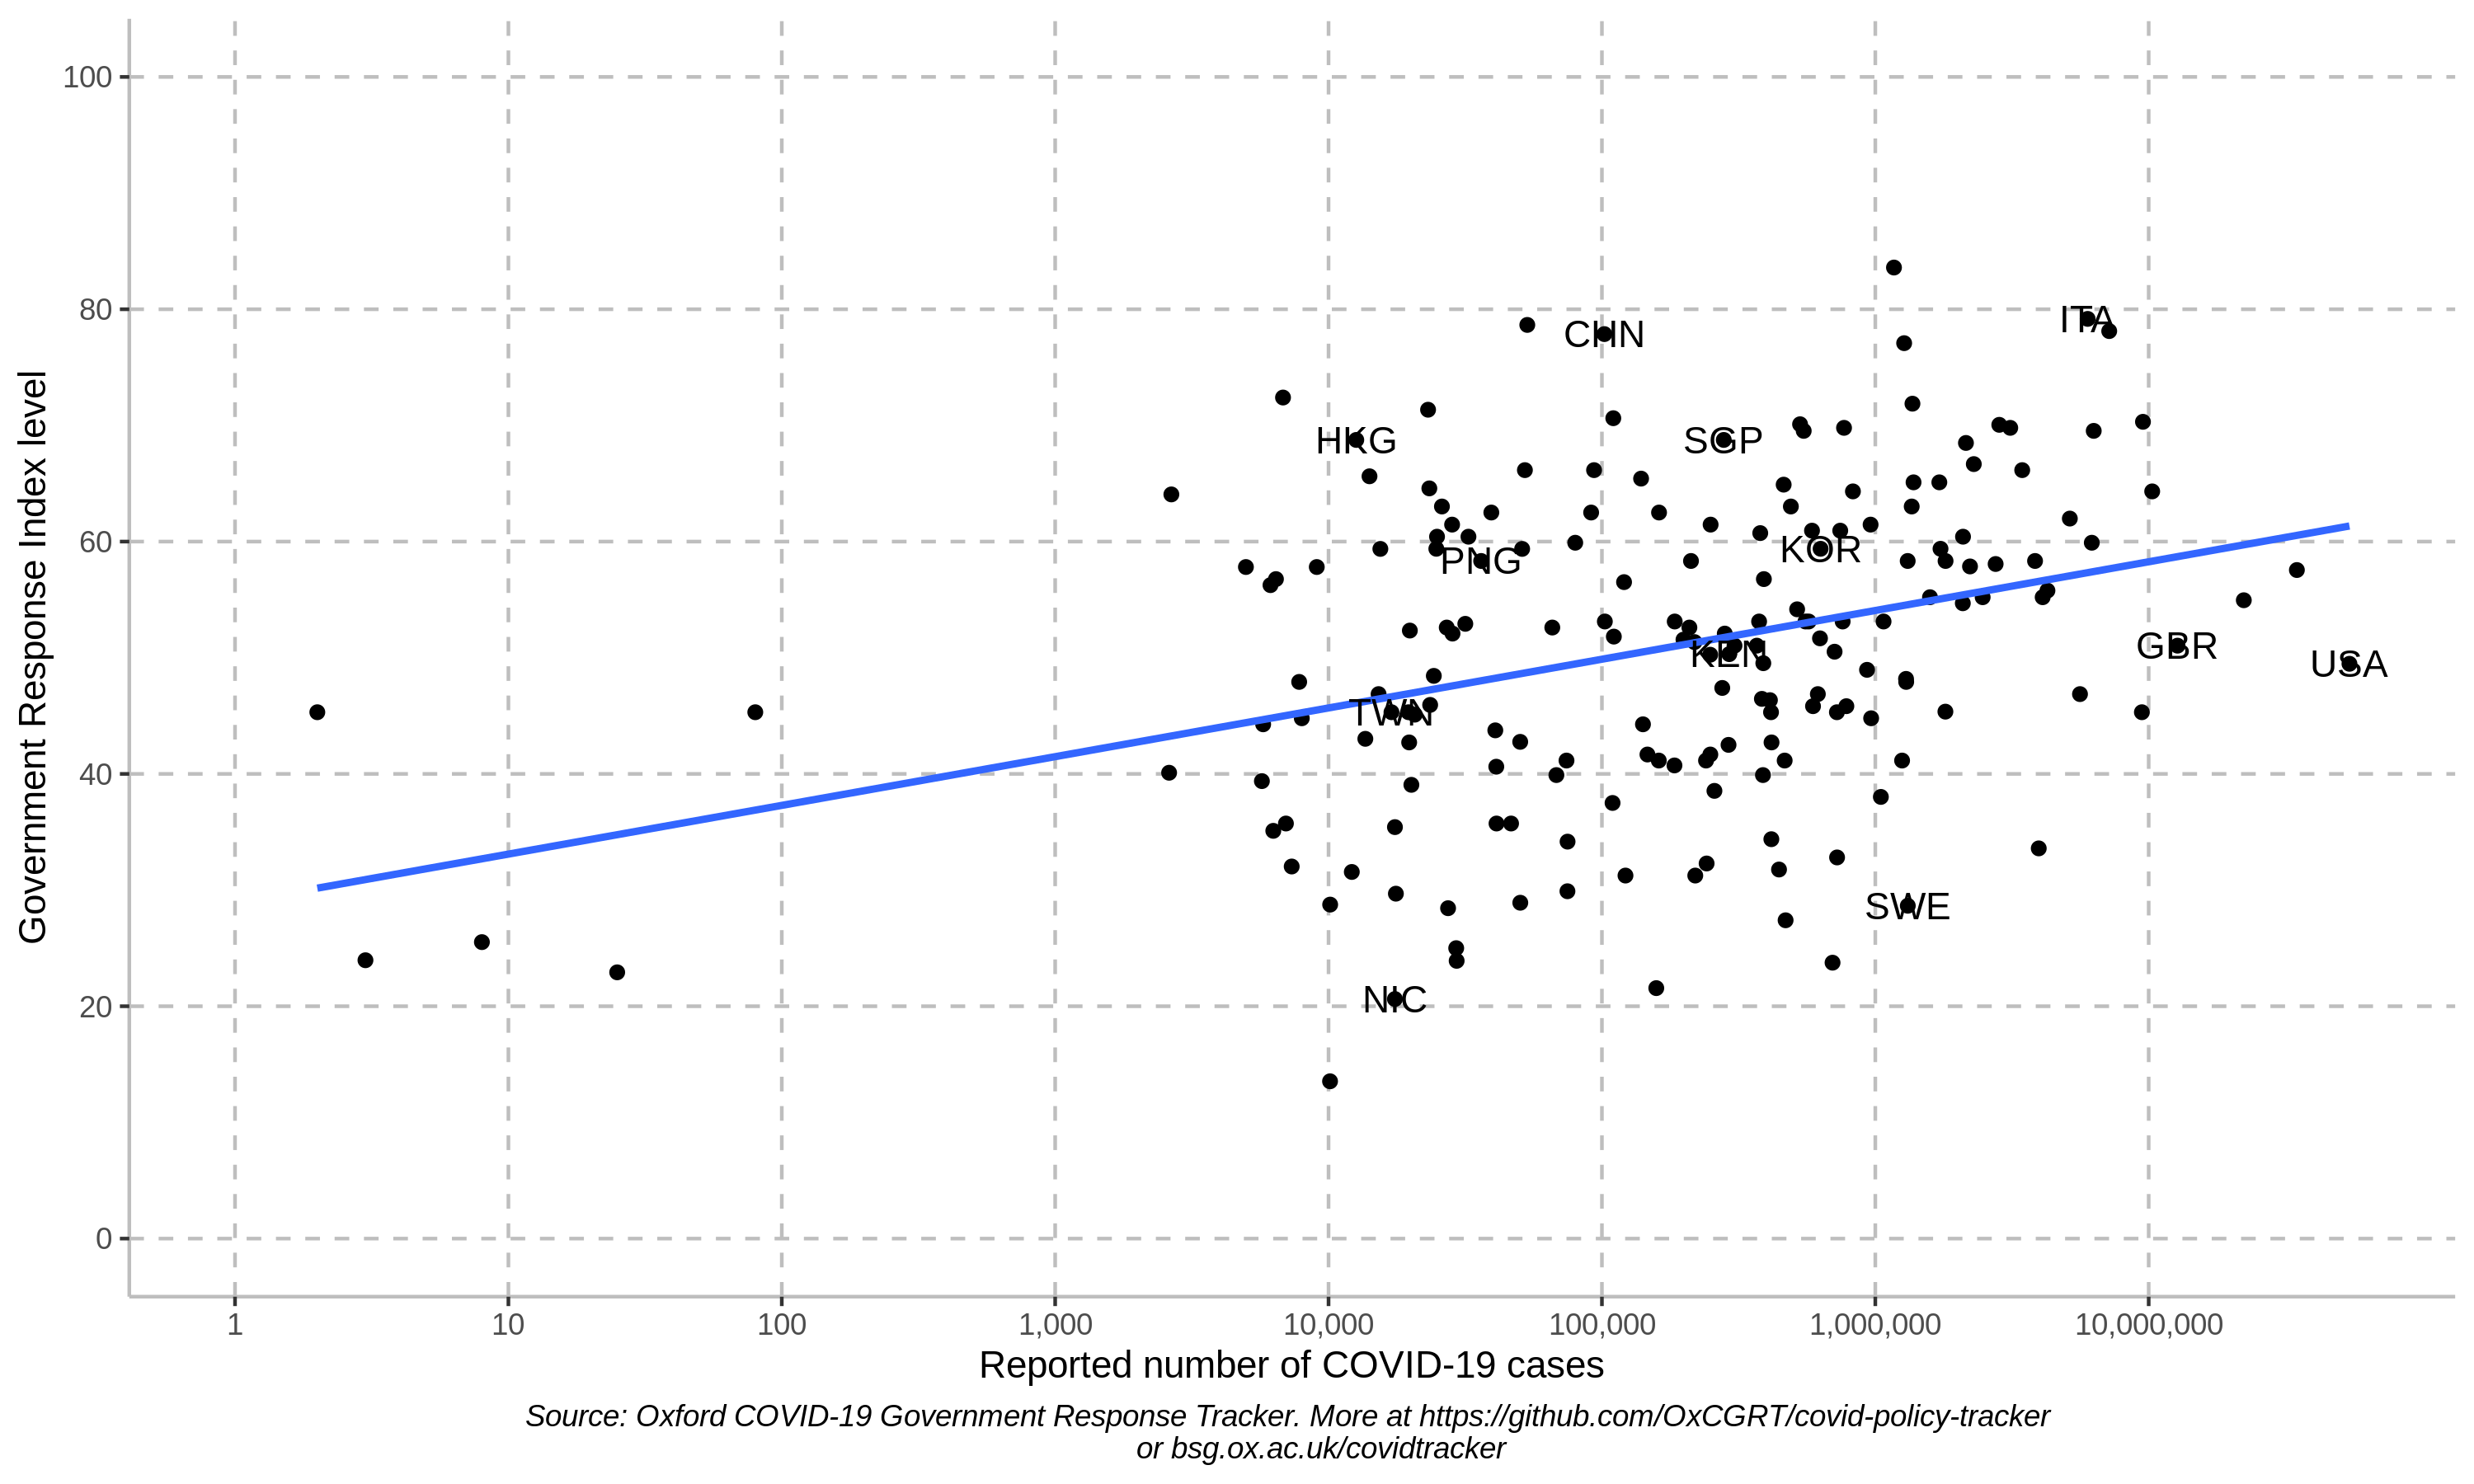 Government Response Index level
100
80
60
40
20
0
ITA
CHN
HKG
SGP
KOR
PNG
GBR
KEN
USA
TWN
SWE
NIC
1
10
100
1,000
10,000
100,000
1,000,000
10,000,000
Reported number of COVID-19 cases
Source: Oxford COVID-19 Government Response Tracker. More at https://github.com/OxCGRT/covid-policy-tracker
or bsg.ox.ac.uk/covidtracker